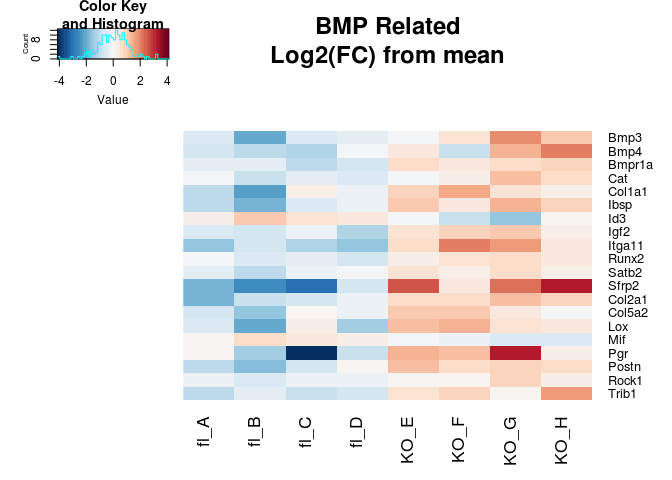 Color Key
and Histogram
Count
0
8
-4
-2
0
2
4
Value
BMP Related
Log2(FC) from mean
Bmp3
Bmp4
Bmpr1a
Cat
Col1a1
Ibsp
Id3
Igf2
Itga11
Runx2
Satb2
Sfrp2
Col2a1
Col5a2
Lox
Mif
Pgr
Postn
Rock1
Trib1
fl_A
fl_B
fl_C
fl_D
KO_E
KO_F
KO_G
KO_H